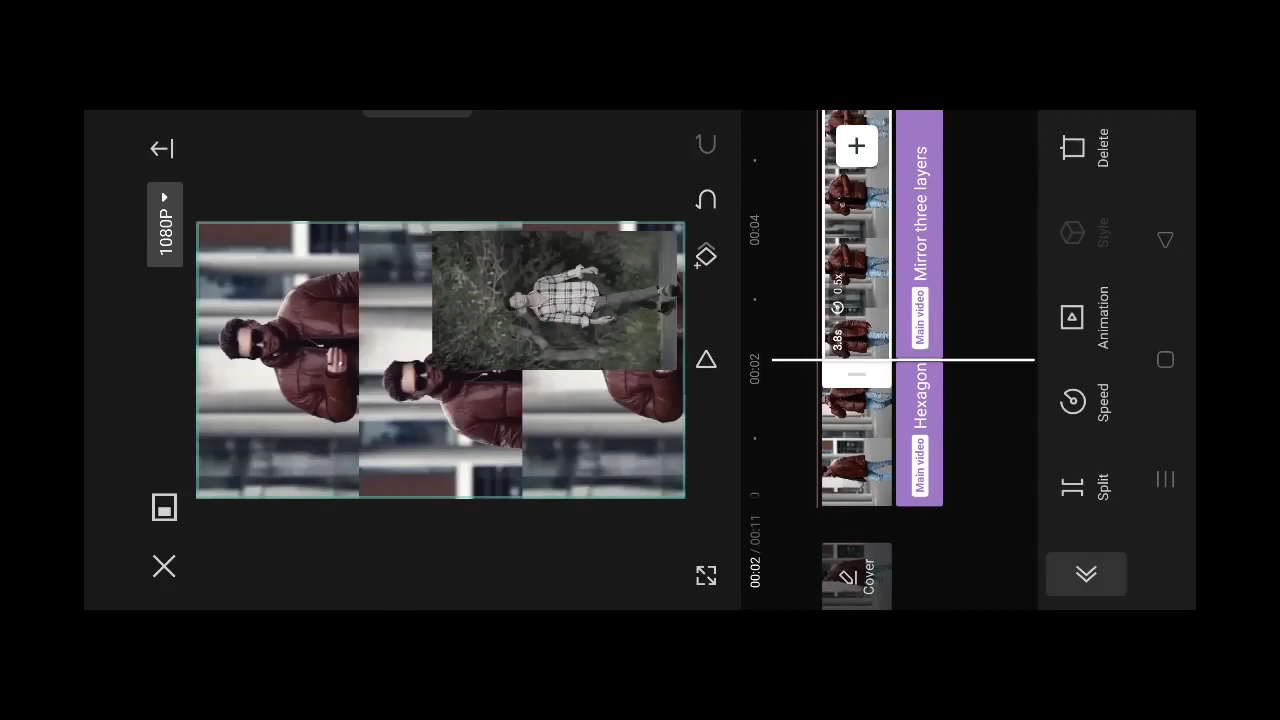 1080P
00:02 / 00:11
0
00:02
00:04
3.8s
0.5x
Cover
Main video
Hexagon
Main video
Mirror three layers
Split
Speed
Animation
Style
Delete